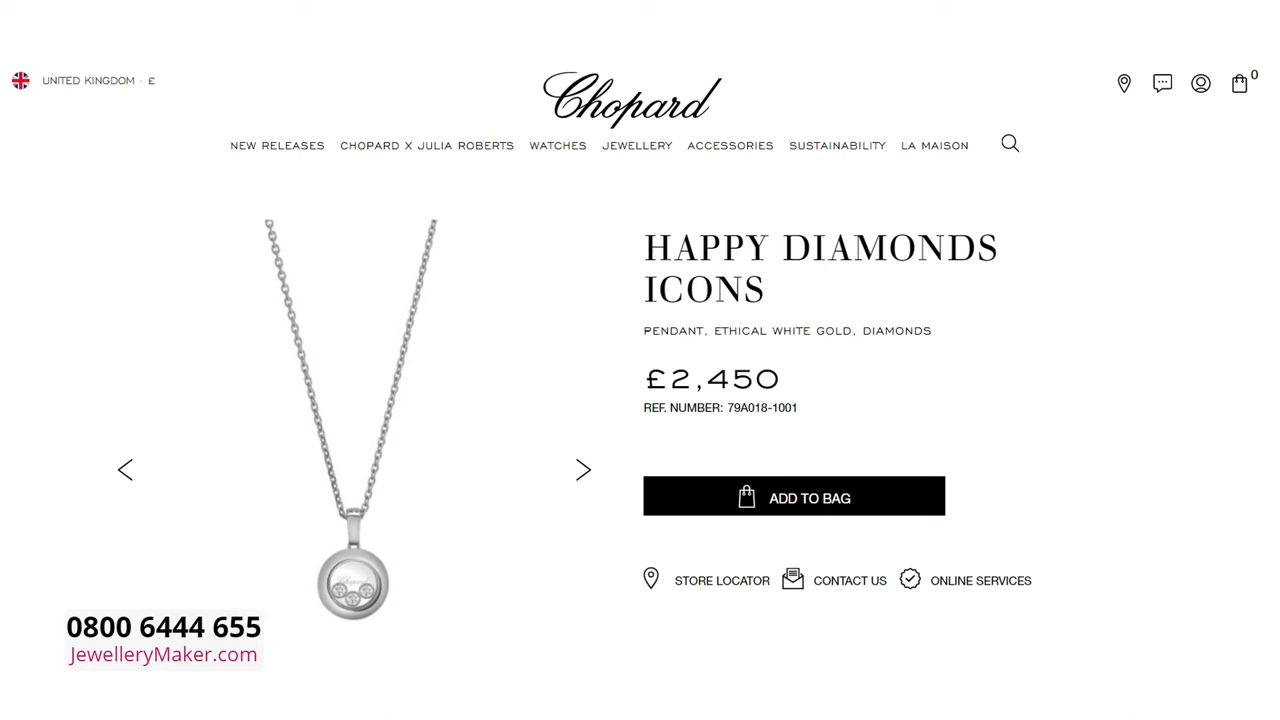 UNITED KINGDOM · £
Chopard
0
NEW RELEASES CHOPARD X JULIA ROBERTS WATCHES JEWELLERY ACCESSORIES SUSTAINABILITY LA MAISON
HAPPY DIAMONDS
ICONS
PENDANT, ETHICAL WHITE GOLD, DIAMONDS
£2,450
REF. NUMBER: 79A018-1001
ADD TO BAG
STORE LOCATOR CONTACT US ONLINE SERVICES
Chopard
0800 6444 655
JewelleryMaker.com